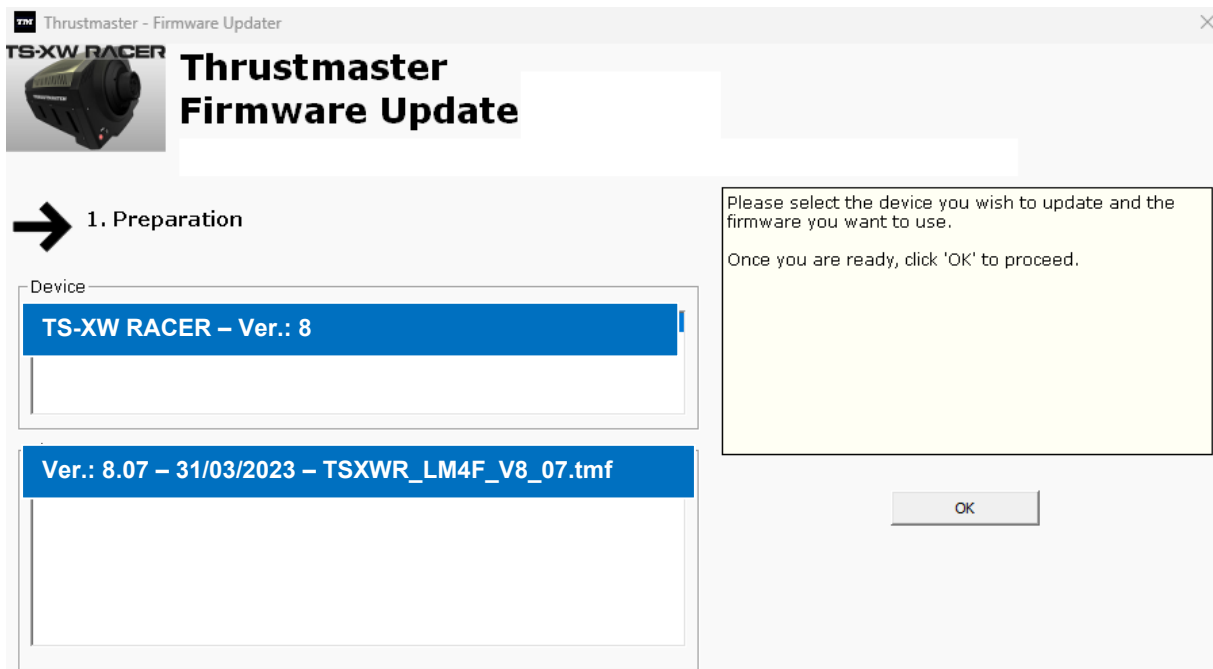 Thrustmaster - Firmware Updater
TS-XW RACER
Thrustmaster
Firmware Update
1. Preparation
Please select the device you wish to update and the
firmware you want to use.
Once you are ready, click 'OK' to proceed.
Device
TS-XW RACER – Ver.: 8
Ver.: 8.07 – 31/03/2023 – TSXWR_LM4F_V8_07.tmf
OK